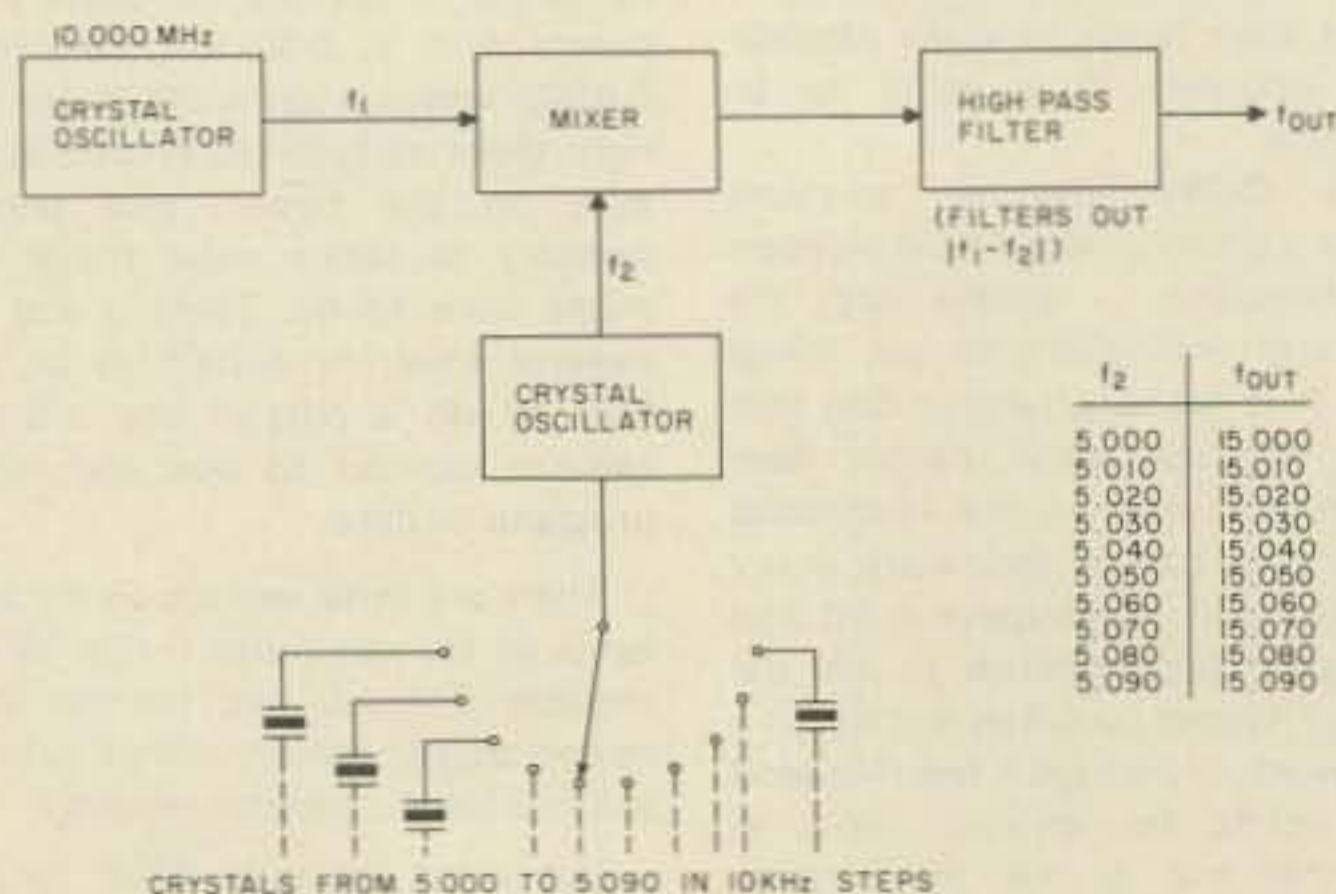 10.000 MHz
CRYSTAL
OSCILLATOR
f1
MIXER
HIGH PASS
FILTER
fOUT
(FILTERS OUT
|f1-f2|)
f2
CRYSTAL
OSCILLATOR
f2 fOUT
5.000 15.000
5.010 15.010
5.020 15.020
5.030 15.030
5.040 15.040
5.050 15.050
5.060 15.060
5.070 15.070
5.080 15.080
5.090 15.090
CRYSTALS FROM 5.000 TO 5.090 IN 10KHz STEPS